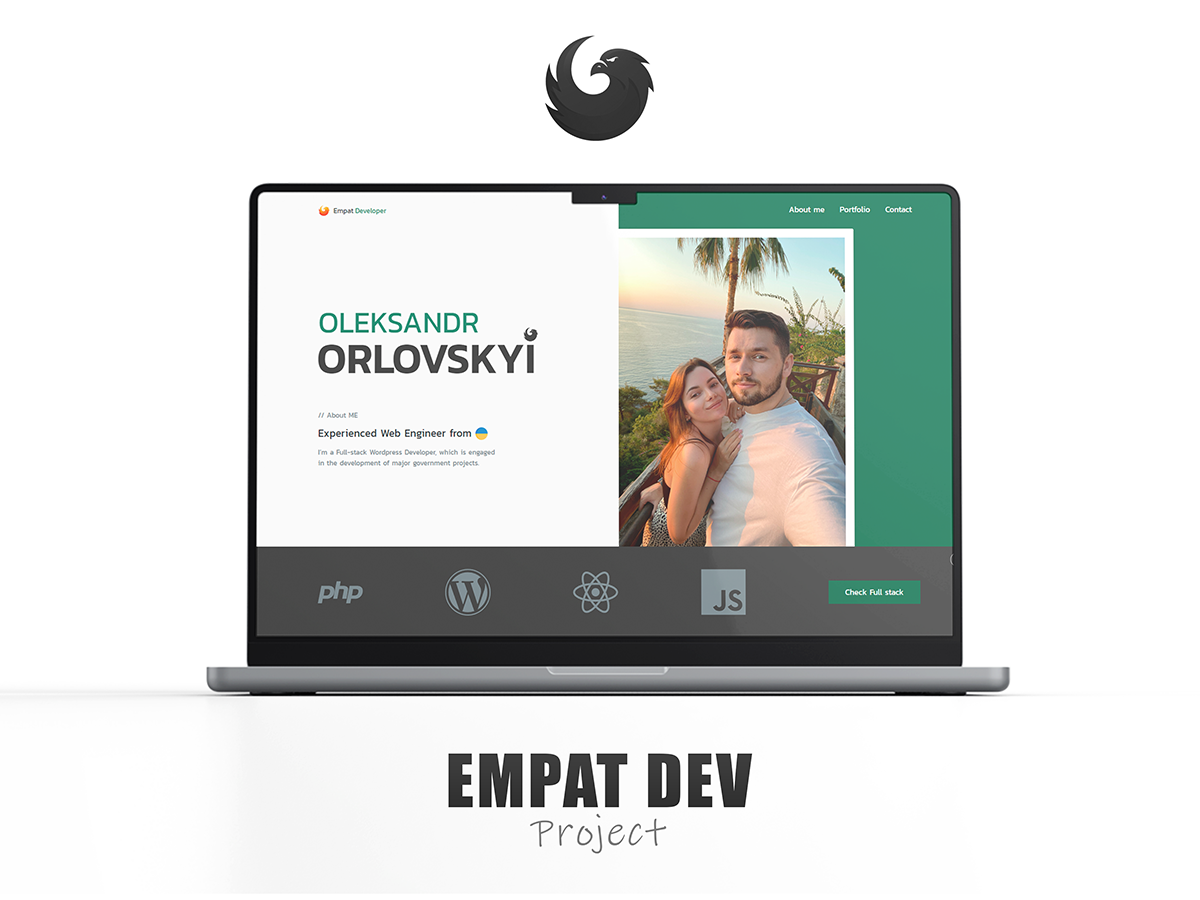 Empat Developer
About me Portfolio Contact
OLEKSANDR
ORLOVSKYI
// About ME
Experienced Web Engineer from
I'm a Full-stack Wordpress Developer, which is engaged
in the development of major government projects.
php
W
JS
Check Full stack
EMPAT DEV
Project